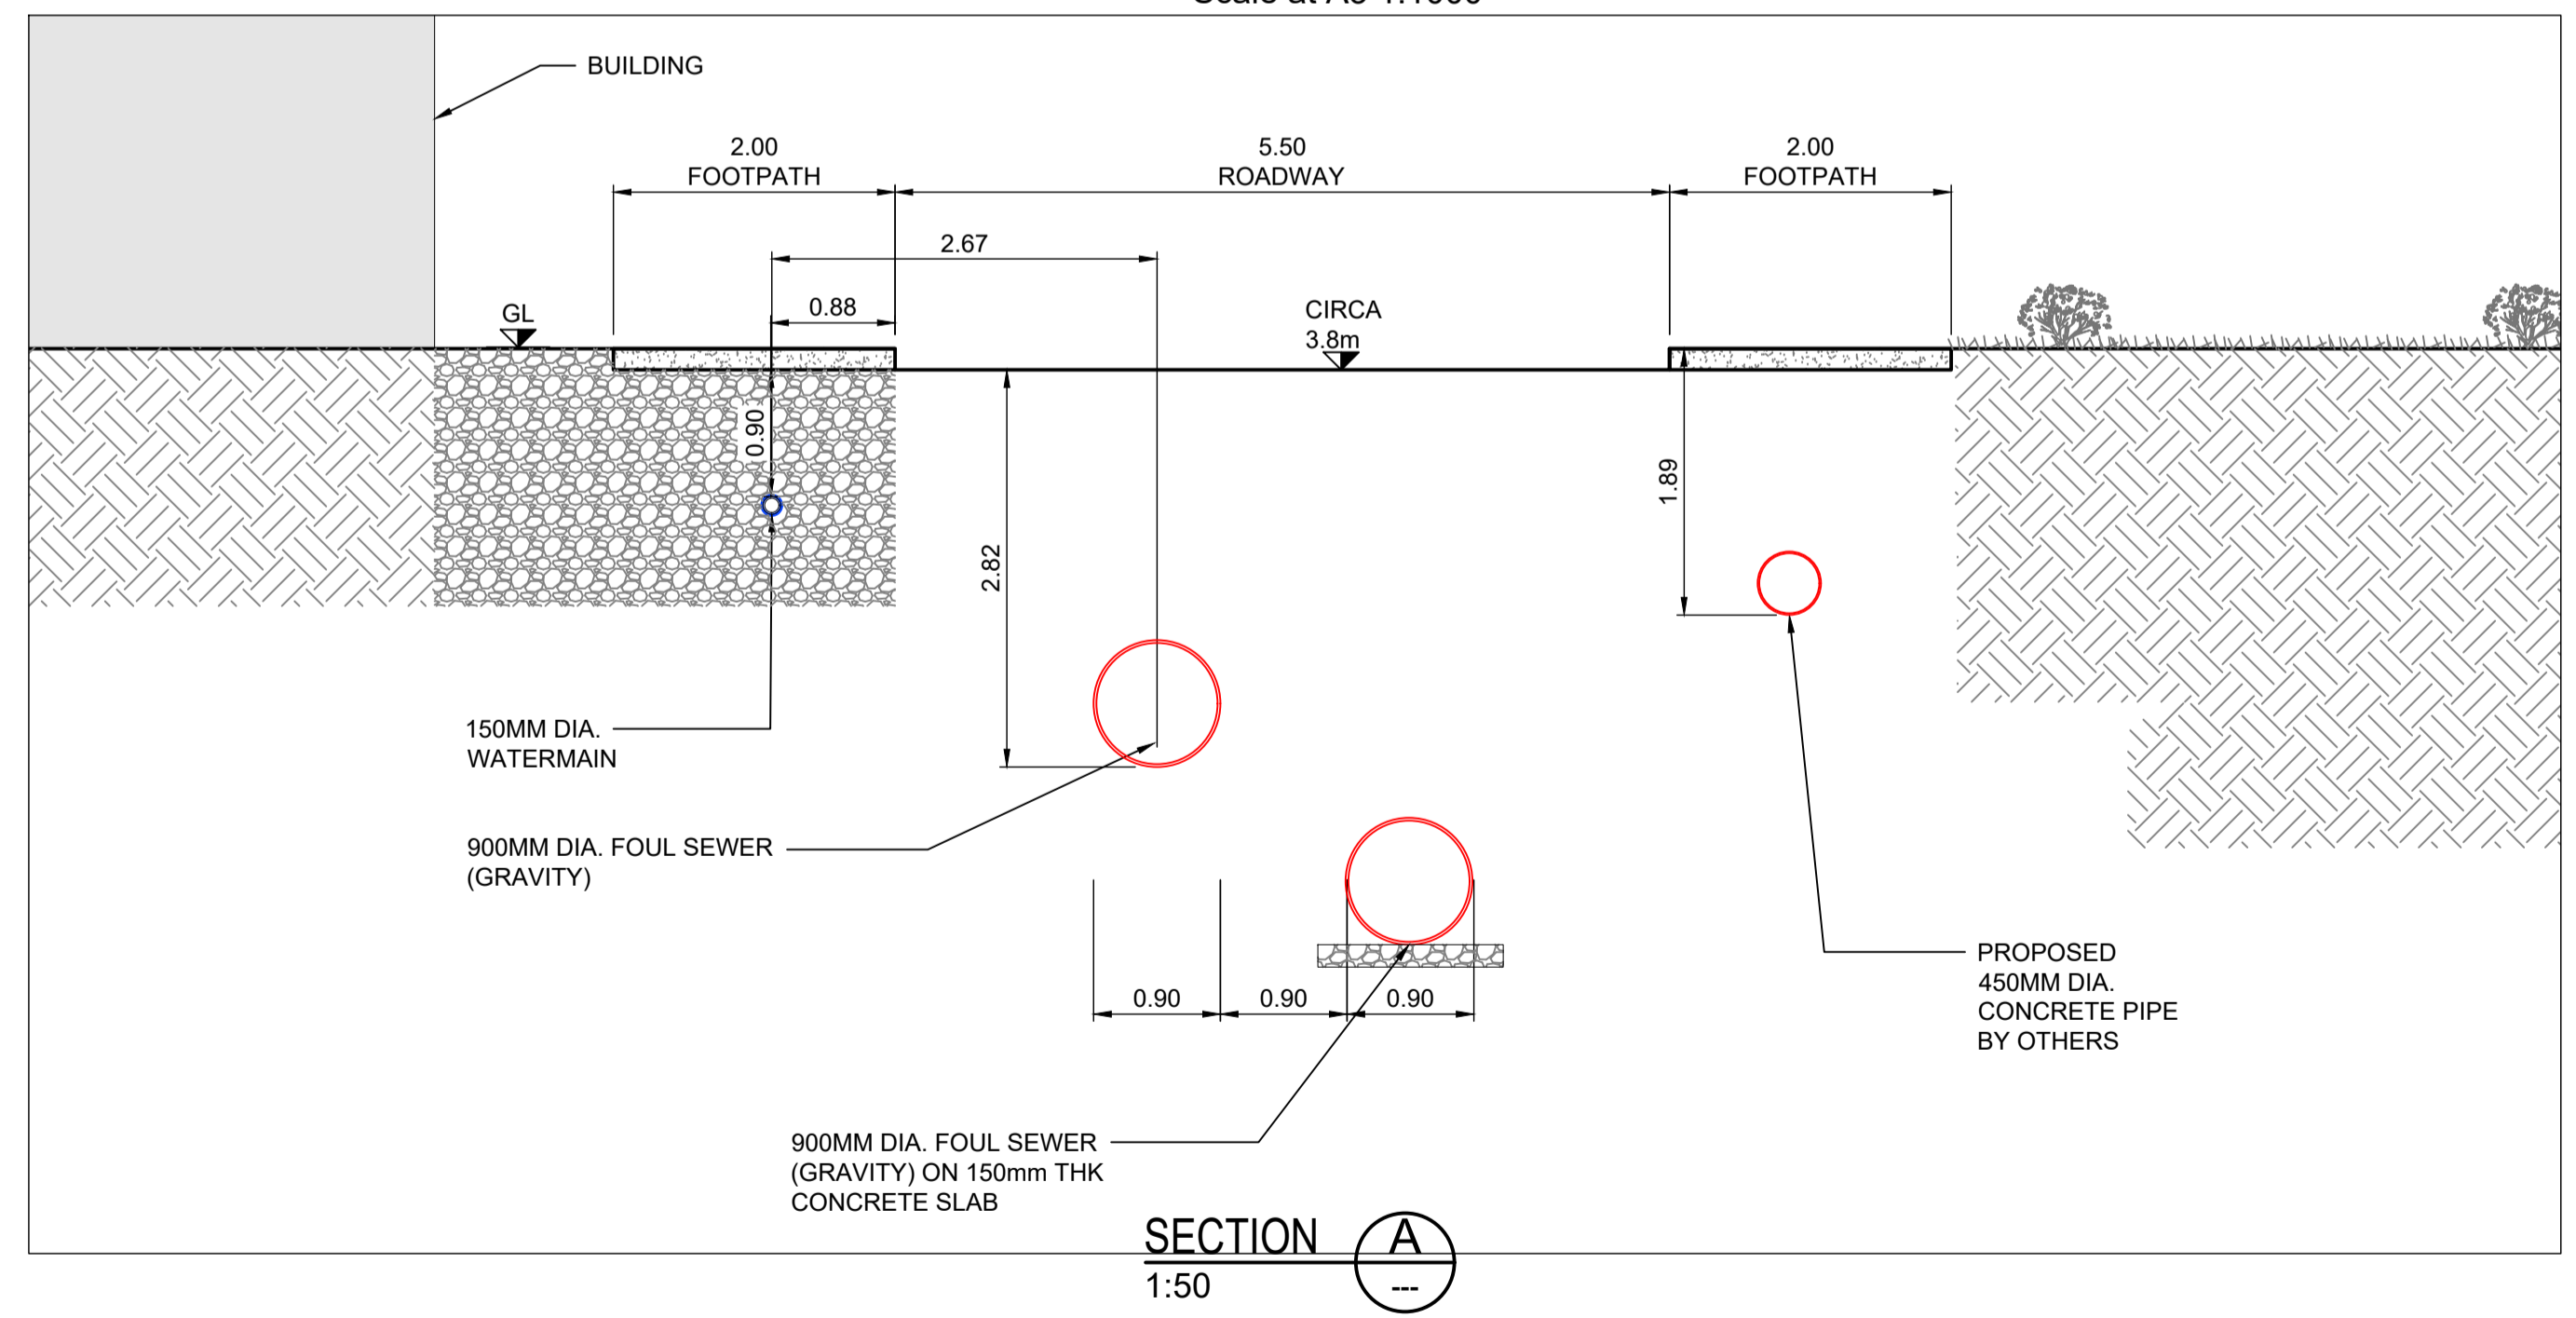 BUILDING
2.00
FOOTPATH
5.50
ROADWAY
2.00
FOOTPATH
2.67
0.88
GL
CIRCA
3.8m
0.90
2.82
1.89
150MM DIA.
WATERMAIN
900MM DIA. FOUL SEWER
(GRAVITY)
0.90
0.90
0.90
PROPOSED
450MM DIA.
CONCRETE PIPE
BY OTHERS
900MM DIA. FOUL SEWER
(GRAVITY) ON 150mm THK
CONCRETE SLAB
SECTION
A
1:50
---